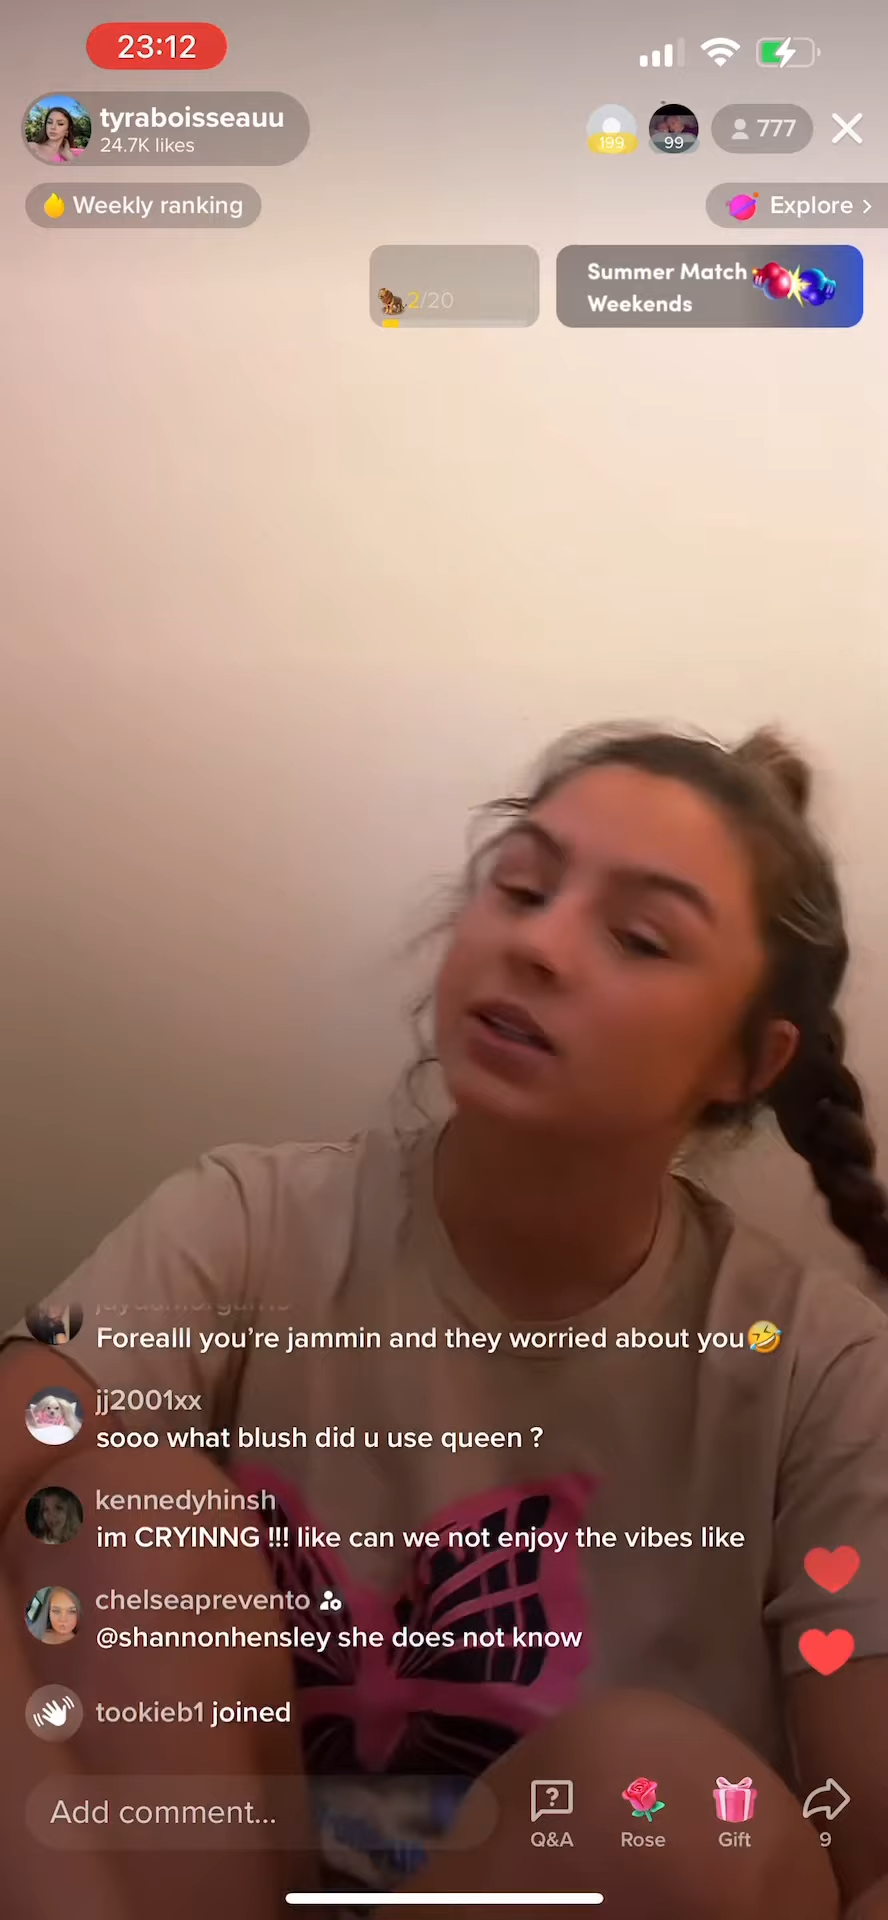 23:12
tyraboisseauu
24.7K likes
199
99
777
Weekly ranking
Explore >
2/20
Summer Match
Weekends
Forealll you're jammin and they worried about you🤣
jj2001xx
sooo what blush did u use queen ?
kennedyhinsh
im CRYINNG !!! like can we not enjoy the vibes like
chelseaprevento
@shannonhensley she does not know
tookieb1 joined
Add comment...
Q&A
Rose
Gift
9